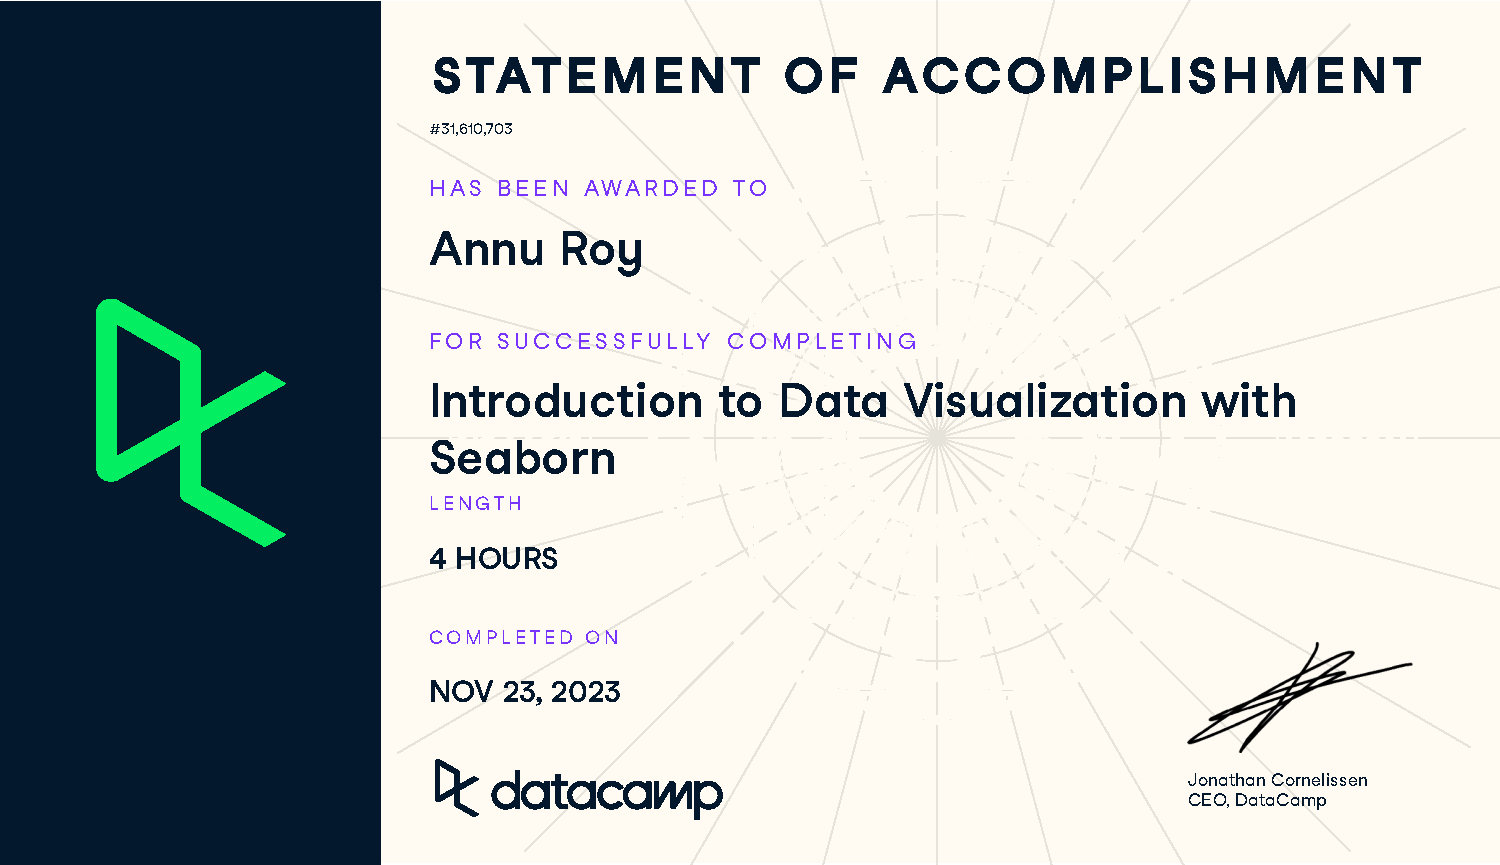 STATEMENT OF ACCOMPLISHMENT
#31,610,703
HAS BEEN AWARDED TO
Annu Roy
FOR SUCCESSFULLY COMPLETING
Introduction to Data Visualization with
Seaborn
LENGTH
4 HOURS
COMPLETED ON
NOV 23, 2023
datacamp
Jonathan Cornelissen
CEO, DataCamp